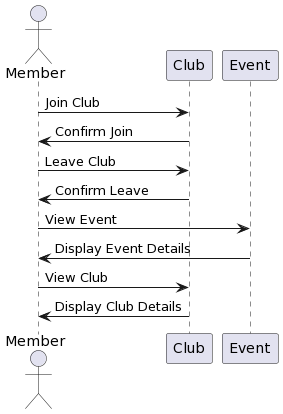 Member
Club
Event
Join Club
Confirm Join
Leave Club
Confirm Leave
View Event
Display Event Details
View Club
Display Club Details
Member
Club
Event